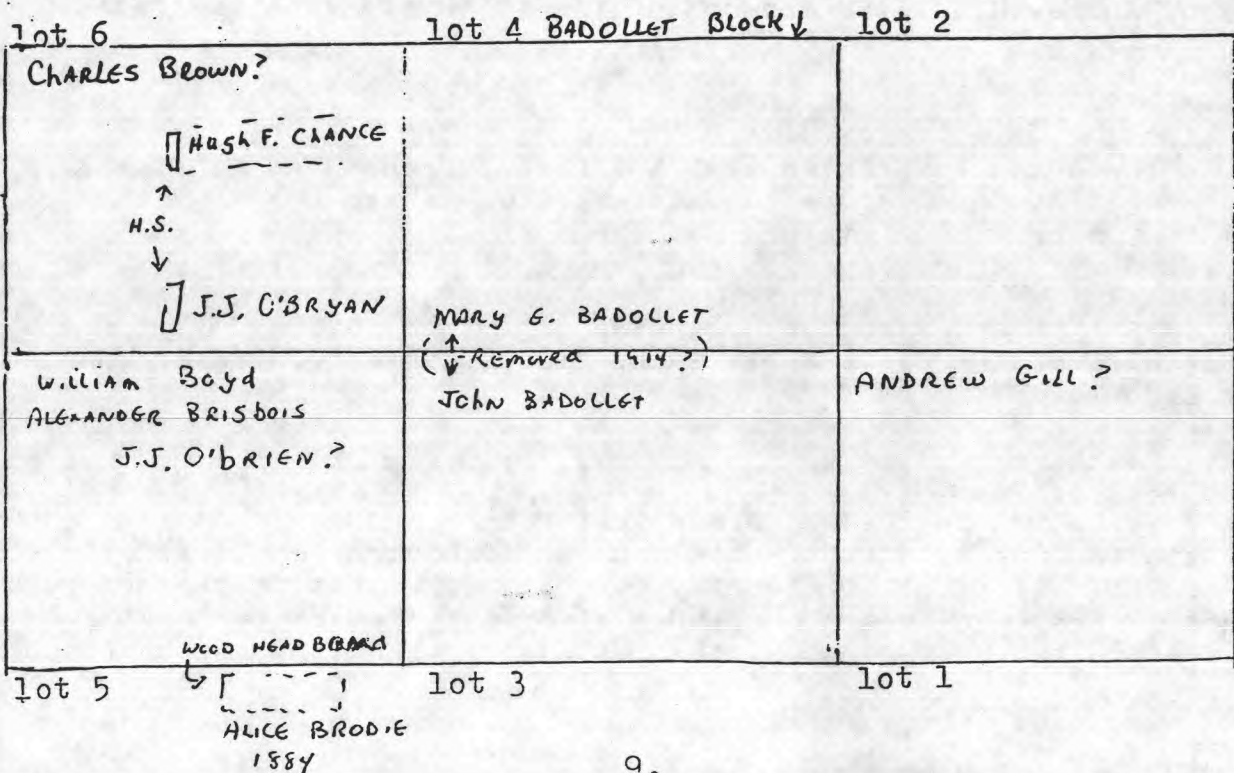 lot 6
lot 4 BADOLLET BLOCK ↓
lot 2
CHARLES BROWN?
Hugh F. CHANCE
H.S.
J.J. O'BRYAN
MARY E. BADOLLET
(Removed 1914?)
JOHN BADOLLET
William Boyd
ALEXANDER BRISBOIS
J.J. O'BRIEN?
ANDREW GILL?
WOOD HEAD BOARD
lot 5
lot 3
lot 1
ALICE BRODIE
1884
9.